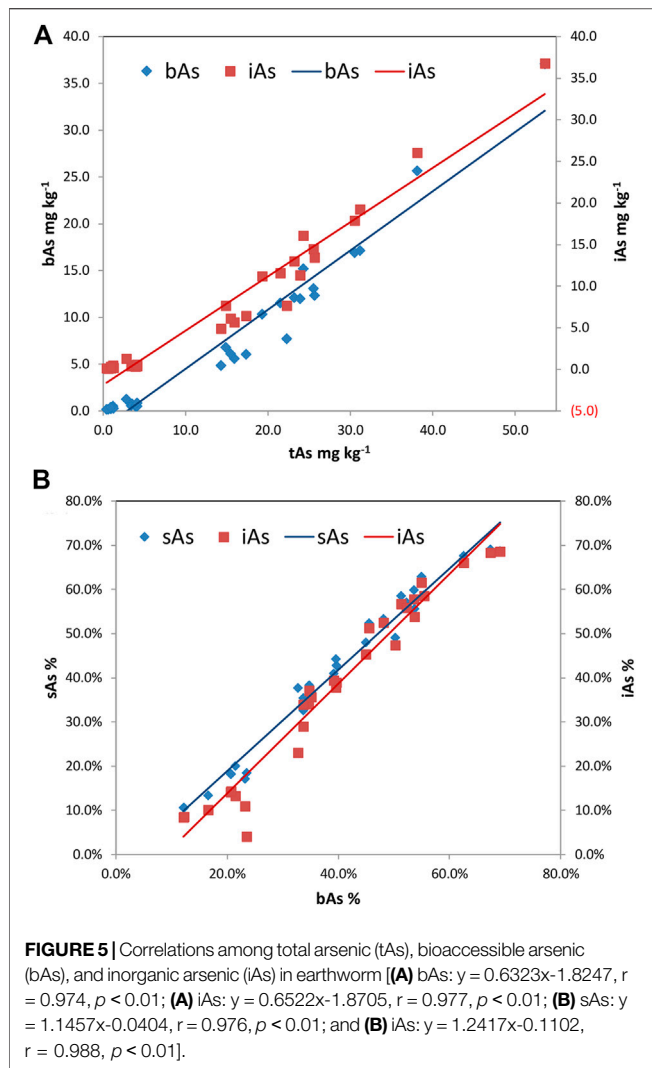 A
40.0
35.0
30.0
25.0
20.0
15.0
10.0
5.0
0.0
bAs mg kg-1
bAs iAs bAs iAs
40.0
35.0
30.0
25.0
20.0
15.0
10.0
5.0
0.0
(5.0)
iAs mg kg-1
0.0 10.0 20.0 30.0 40.0 50.0
tAs mg kg-1
B
80.0%
70.0%
60.0%
50.0%
40.0%
30.0%
20.0%
10.0%
0.0%
sAs %
sAs iAs sAs iAs
80.0%
70.0%
60.0%
50.0%
40.0%
30.0%
20.0%
10.0%
0.0%
iAs %
0.0% 20.0% 40.0% 60.0% 80.0%
bAs %
FIGURE 5 | Correlations among total arsenic (tAs), bioaccessible arsenic
(bAs), and inorganic arsenic (iAs) in earthworm [(A) bAs: y = 0.6323x-1.8247, r
= 0.974, p < 0.01; (A) iAs: y = 0.6522x-1.8705, r = 0.977, p < 0.01; (B) sAs: y
= 1.1457x-0.0404, r = 0.976, p < 0.01; and (B) iAs: y = 1.2417x-0.1102,
r = 0.988, p < 0.01].